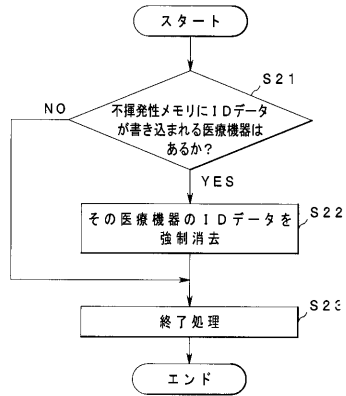 スタート
S21
NO
不揮発性メモリにIDデータ
が書き込まれる医療機器は
あるか?
YES
S22
その医療機器のIDデータを
強制消去
S23
終了処理
エンド